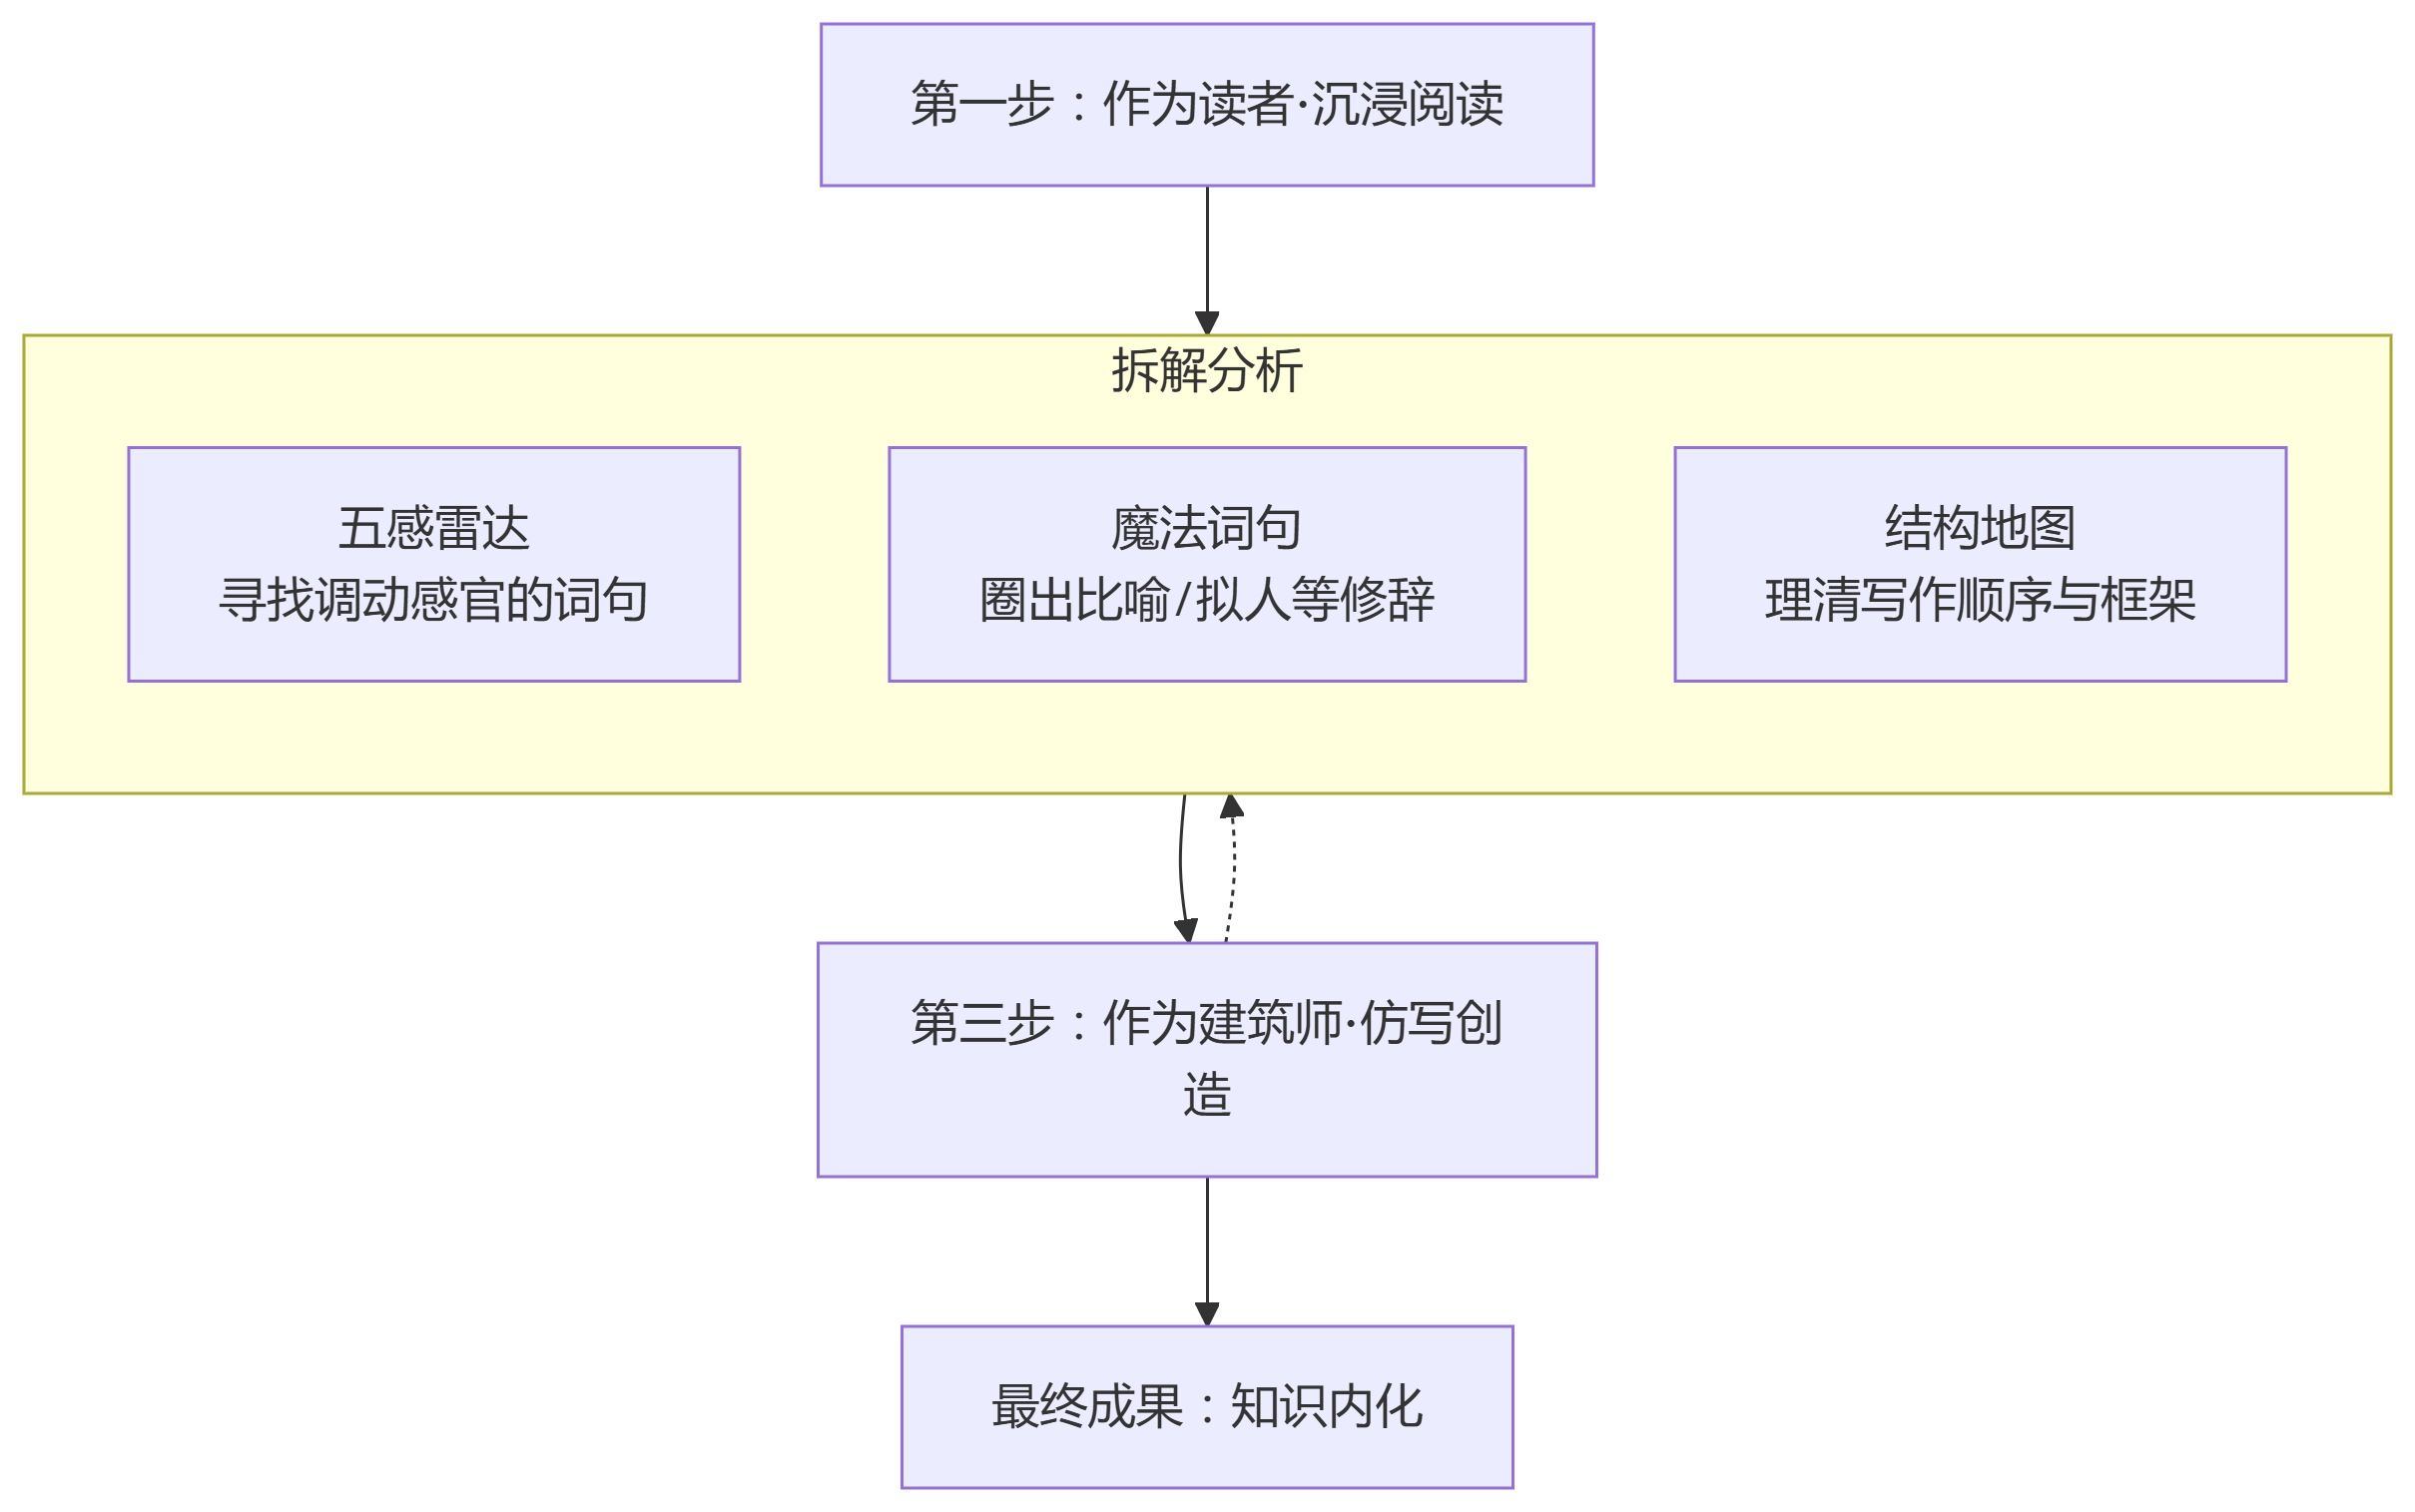 第一步：作为读者·沉浸阅读
拆解分析
五感雷达
寻找调动感官的词句
魔法词句
圈出比喻/拟人等修辞
结构地图
理清写作顺序与框架
第三步：作为建筑师·仿写创
造
最终成果：知识内化